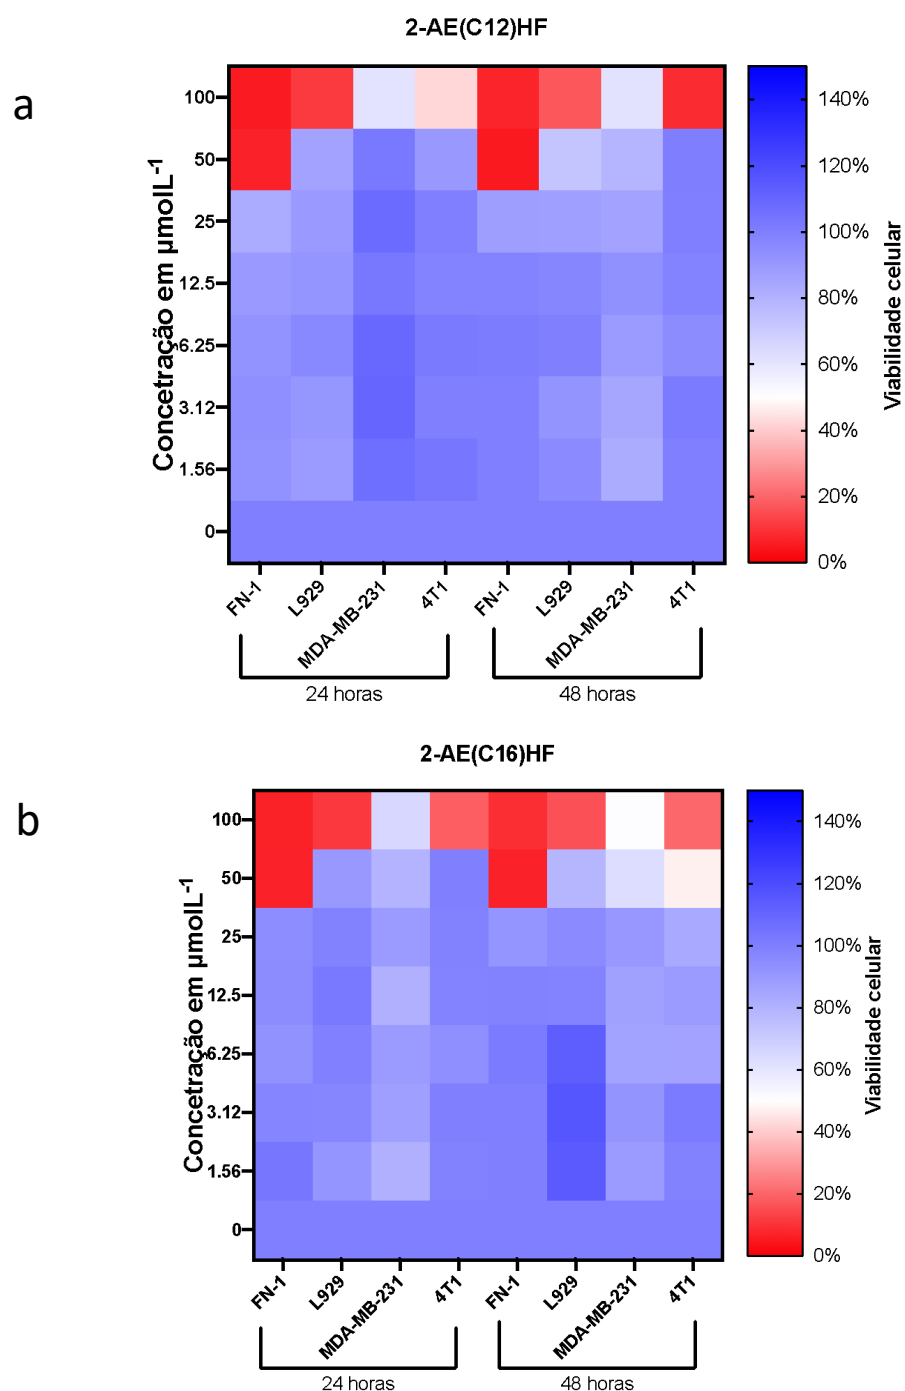 2-AE(C12)HF
a
Concetração em µmolL-1
100
50
25
12.5
6.25
3.12
1.56
0
140%
120%
100%
80%
60%
40%
20%
0%
Viabilidade celular
FN-1
L929
MDA-MB-231
4T1
FN-1
L929
MDA-MB-231
4T1
24 horas
48 horas
2-AE(C16)HF
b
Concetração em µmolL-1
100
50
25
12.5
6.25
3.12
1.56
0
140%
120%
100%
80%
60%
40%
20%
0%
Viabilidade celular
FN-1
L929
MDA-MB-231
4T1
FN-1
L929
MDA-MB-231
4T1
24 horas
48 horas